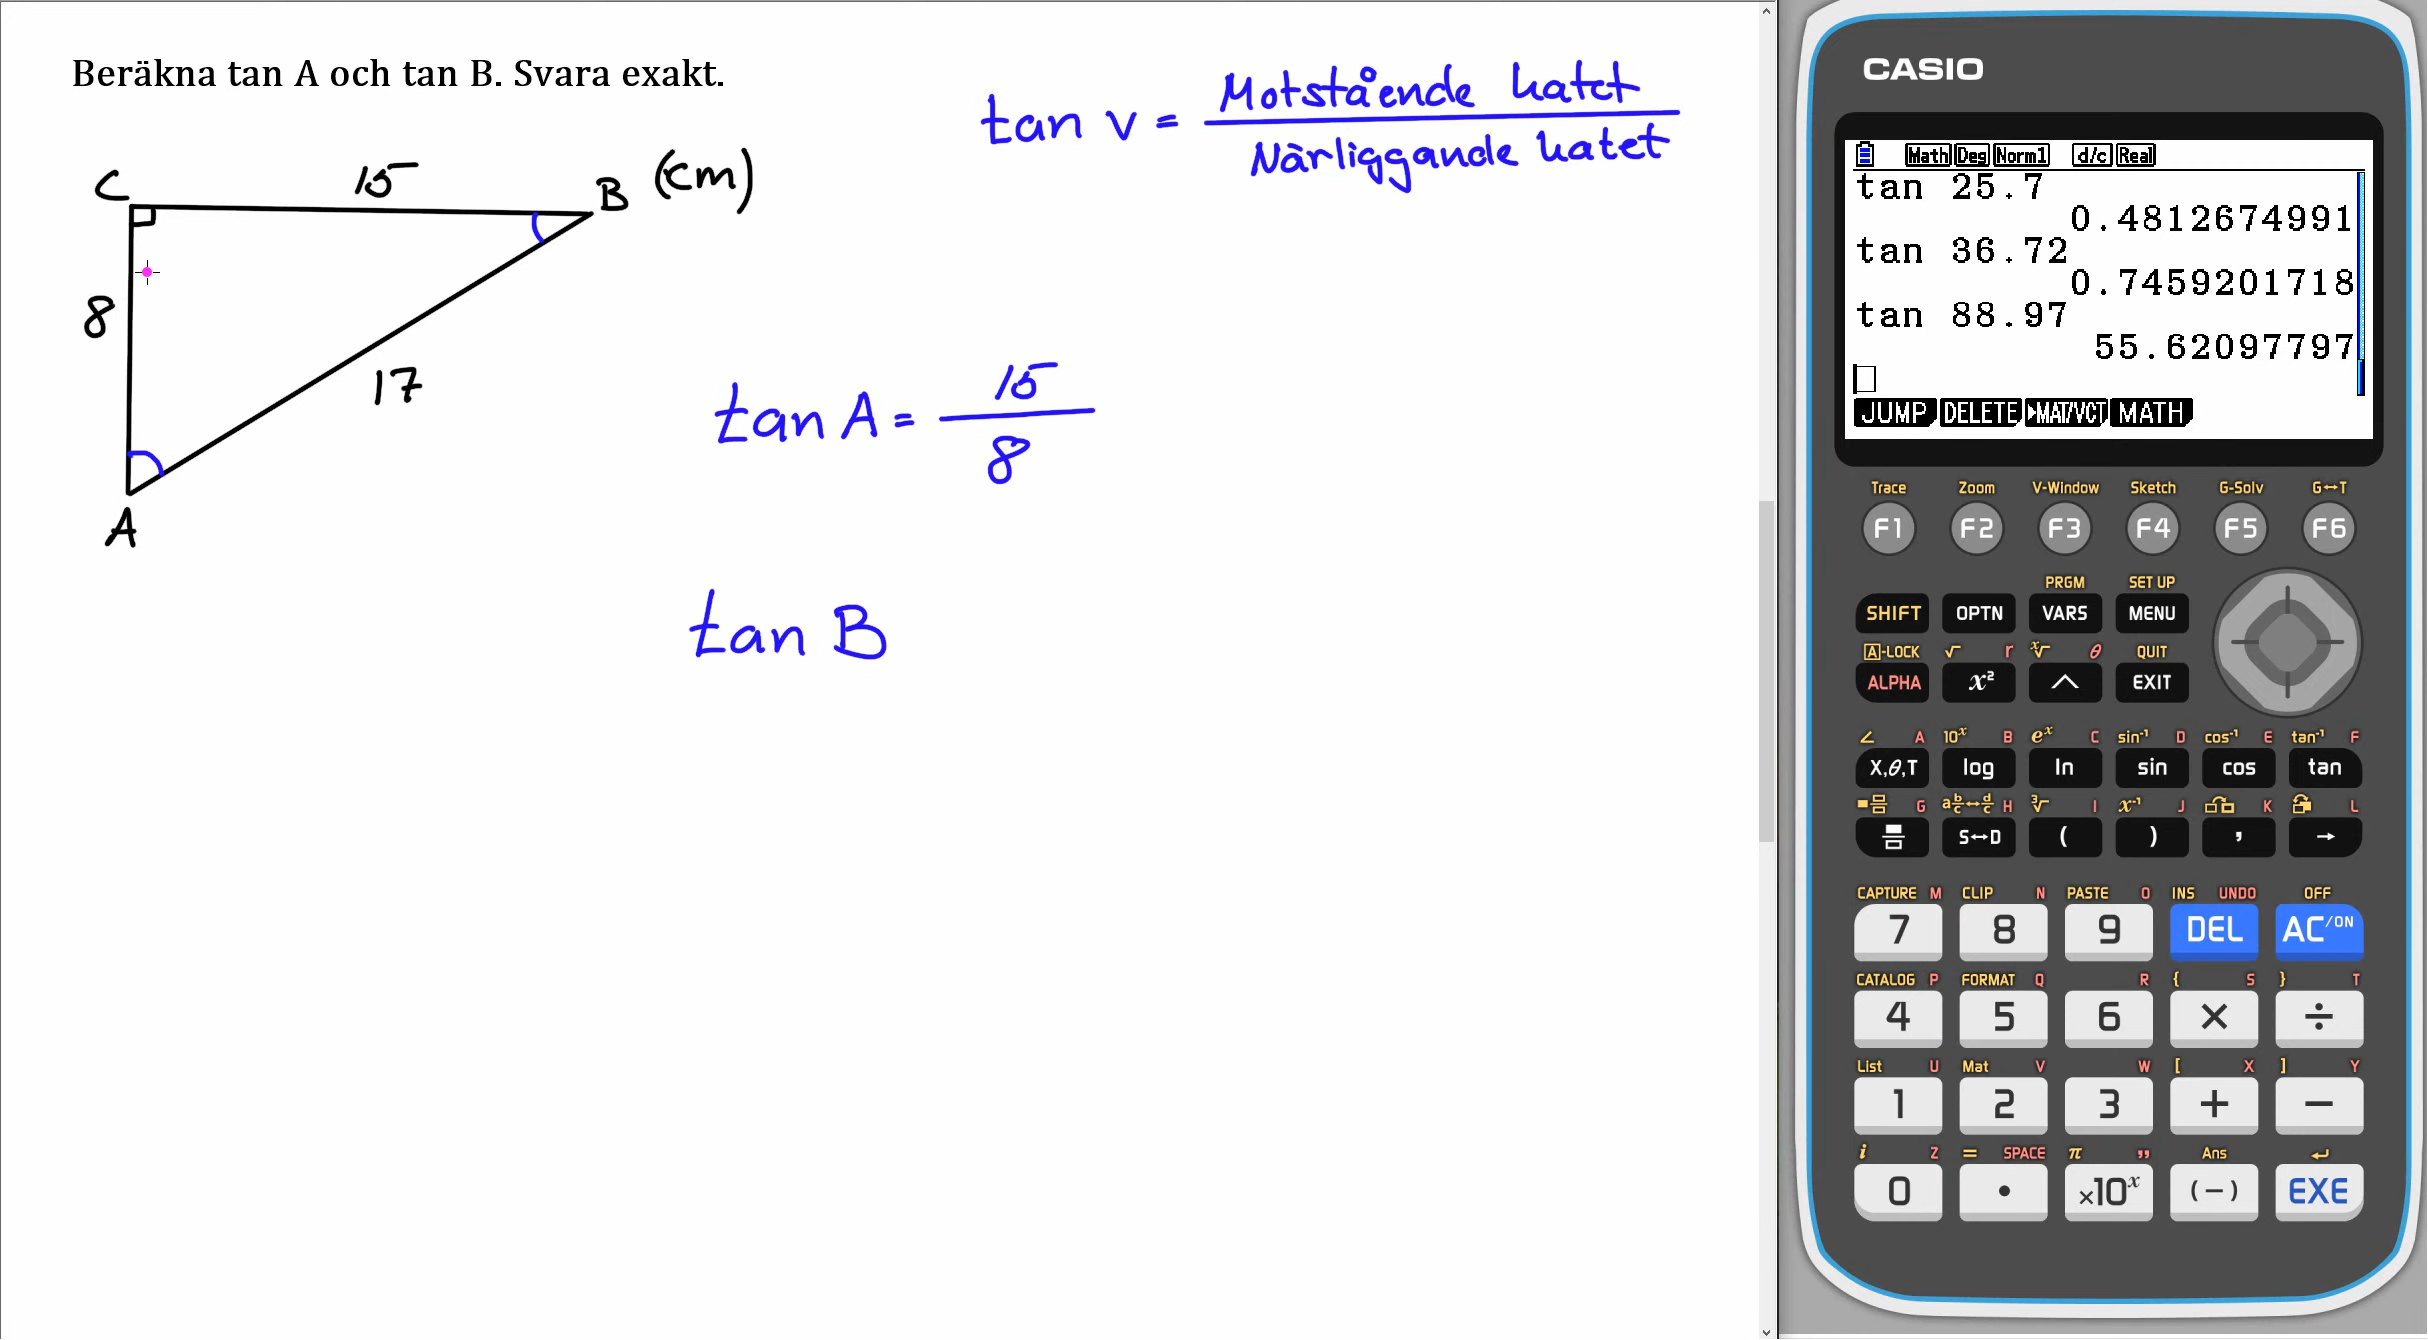 Beräkna tan A och tan B. Svara exakt.
tan v = Motstående katet
Närliggande katet
C 15 B (cm)
8
17
A
tan A = 15
8
tan B
CASIO
Math Deg Norm1 d/c Real
tan 25.7
0.4812674991
tan 36.72
0.7459201718
tan 88.97
55.62097797
JUMP DELETE ▶MAT/VCT MATH
Trace Zoom V-Window Sketch G-Solv G↔T
F1 F2 F3 F4 F5 F6
PRGM SET UP
SHIFT OPTN VARS MENU
A-LOCK √ r ˣ√ θ QUIT
ALPHA x² ^ EXIT
∠ A 10ˣ B eˣ C sin⁻¹ D cos⁻¹ E tan⁻¹ F
X,θ,T log ln sin cos tan
G a b/c↔d/c H ³√ I x⁻¹ J K L
S↔D ( ) , →
CAPTURE M CLIP N PASTE O INS UNDO OFF
7 8 9 DEL AC/ON
CATALOG P FORMAT Q R { S } T
4 5 6 × ÷
List U Mat V W [ X ] Y
1 2 3 + −
i Z = SPACE π ,, Ans ↵
0 • ×10ˣ (−) EXE